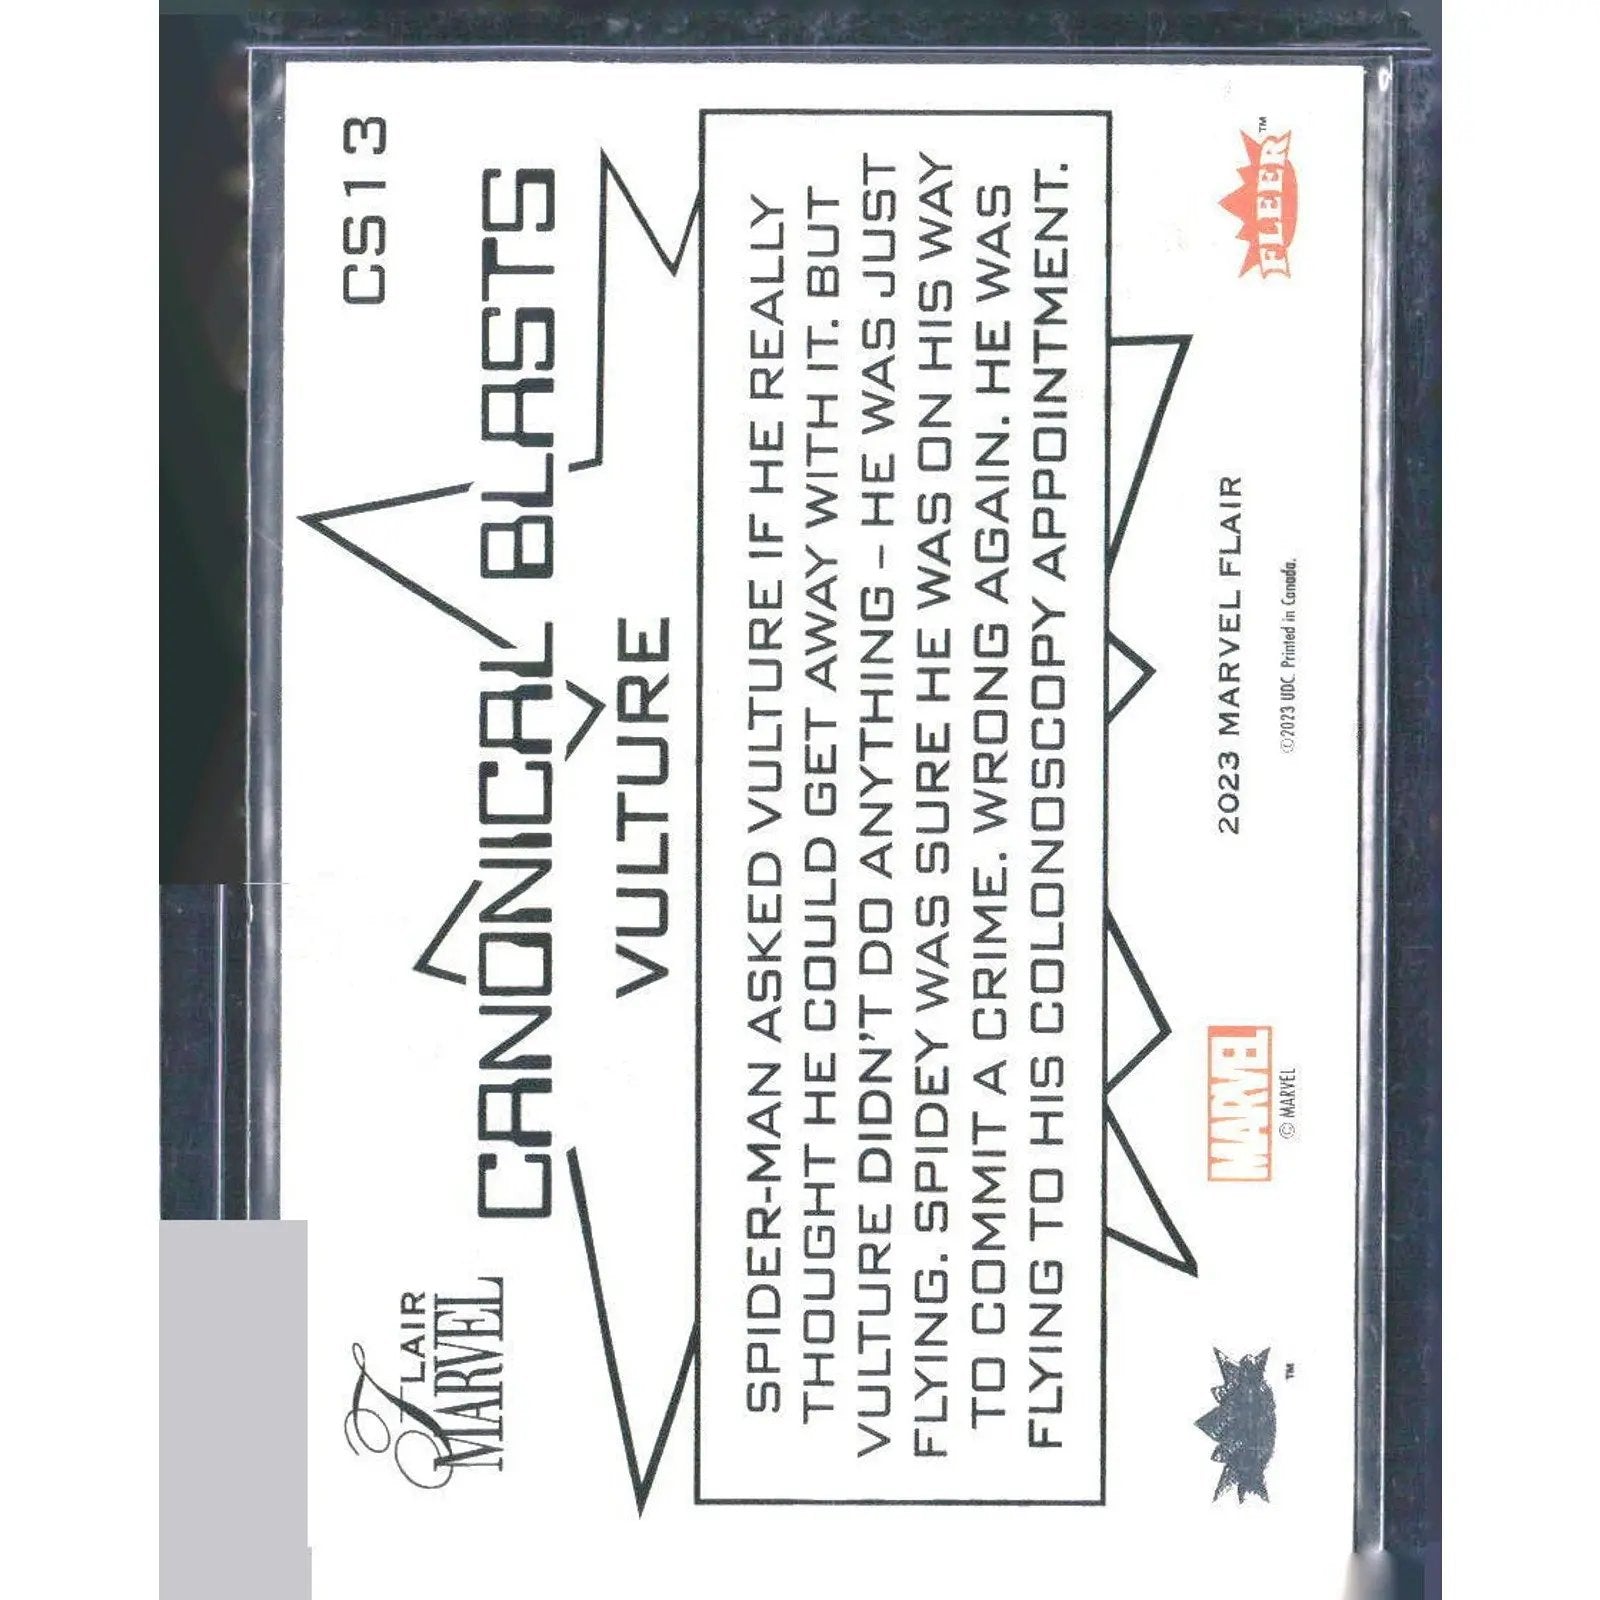 CS13
FLAIR
MARVEL
CANONICAL BLASTS
VULTURE
SPIDER-MAN ASKED VULTURE IF HE REALLY
THOUGHT HE COULD GET AWAY WITH IT. BUT
VULTURE DIDN'T DO ANYTHING – HE WAS JUST
FLYING. SPIDEY WAS SURE HE WAS ON HIS WAY
TO COMMIT A CRIME. WRONG AGAIN. HE WAS
FLYING TO HIS COLONOSCOPY APPOINTMENT.
™
MARVEL
© MARVEL
2023 MARVEL FLAIR
©2023 UDC. Printed in Canada.
FLEER™